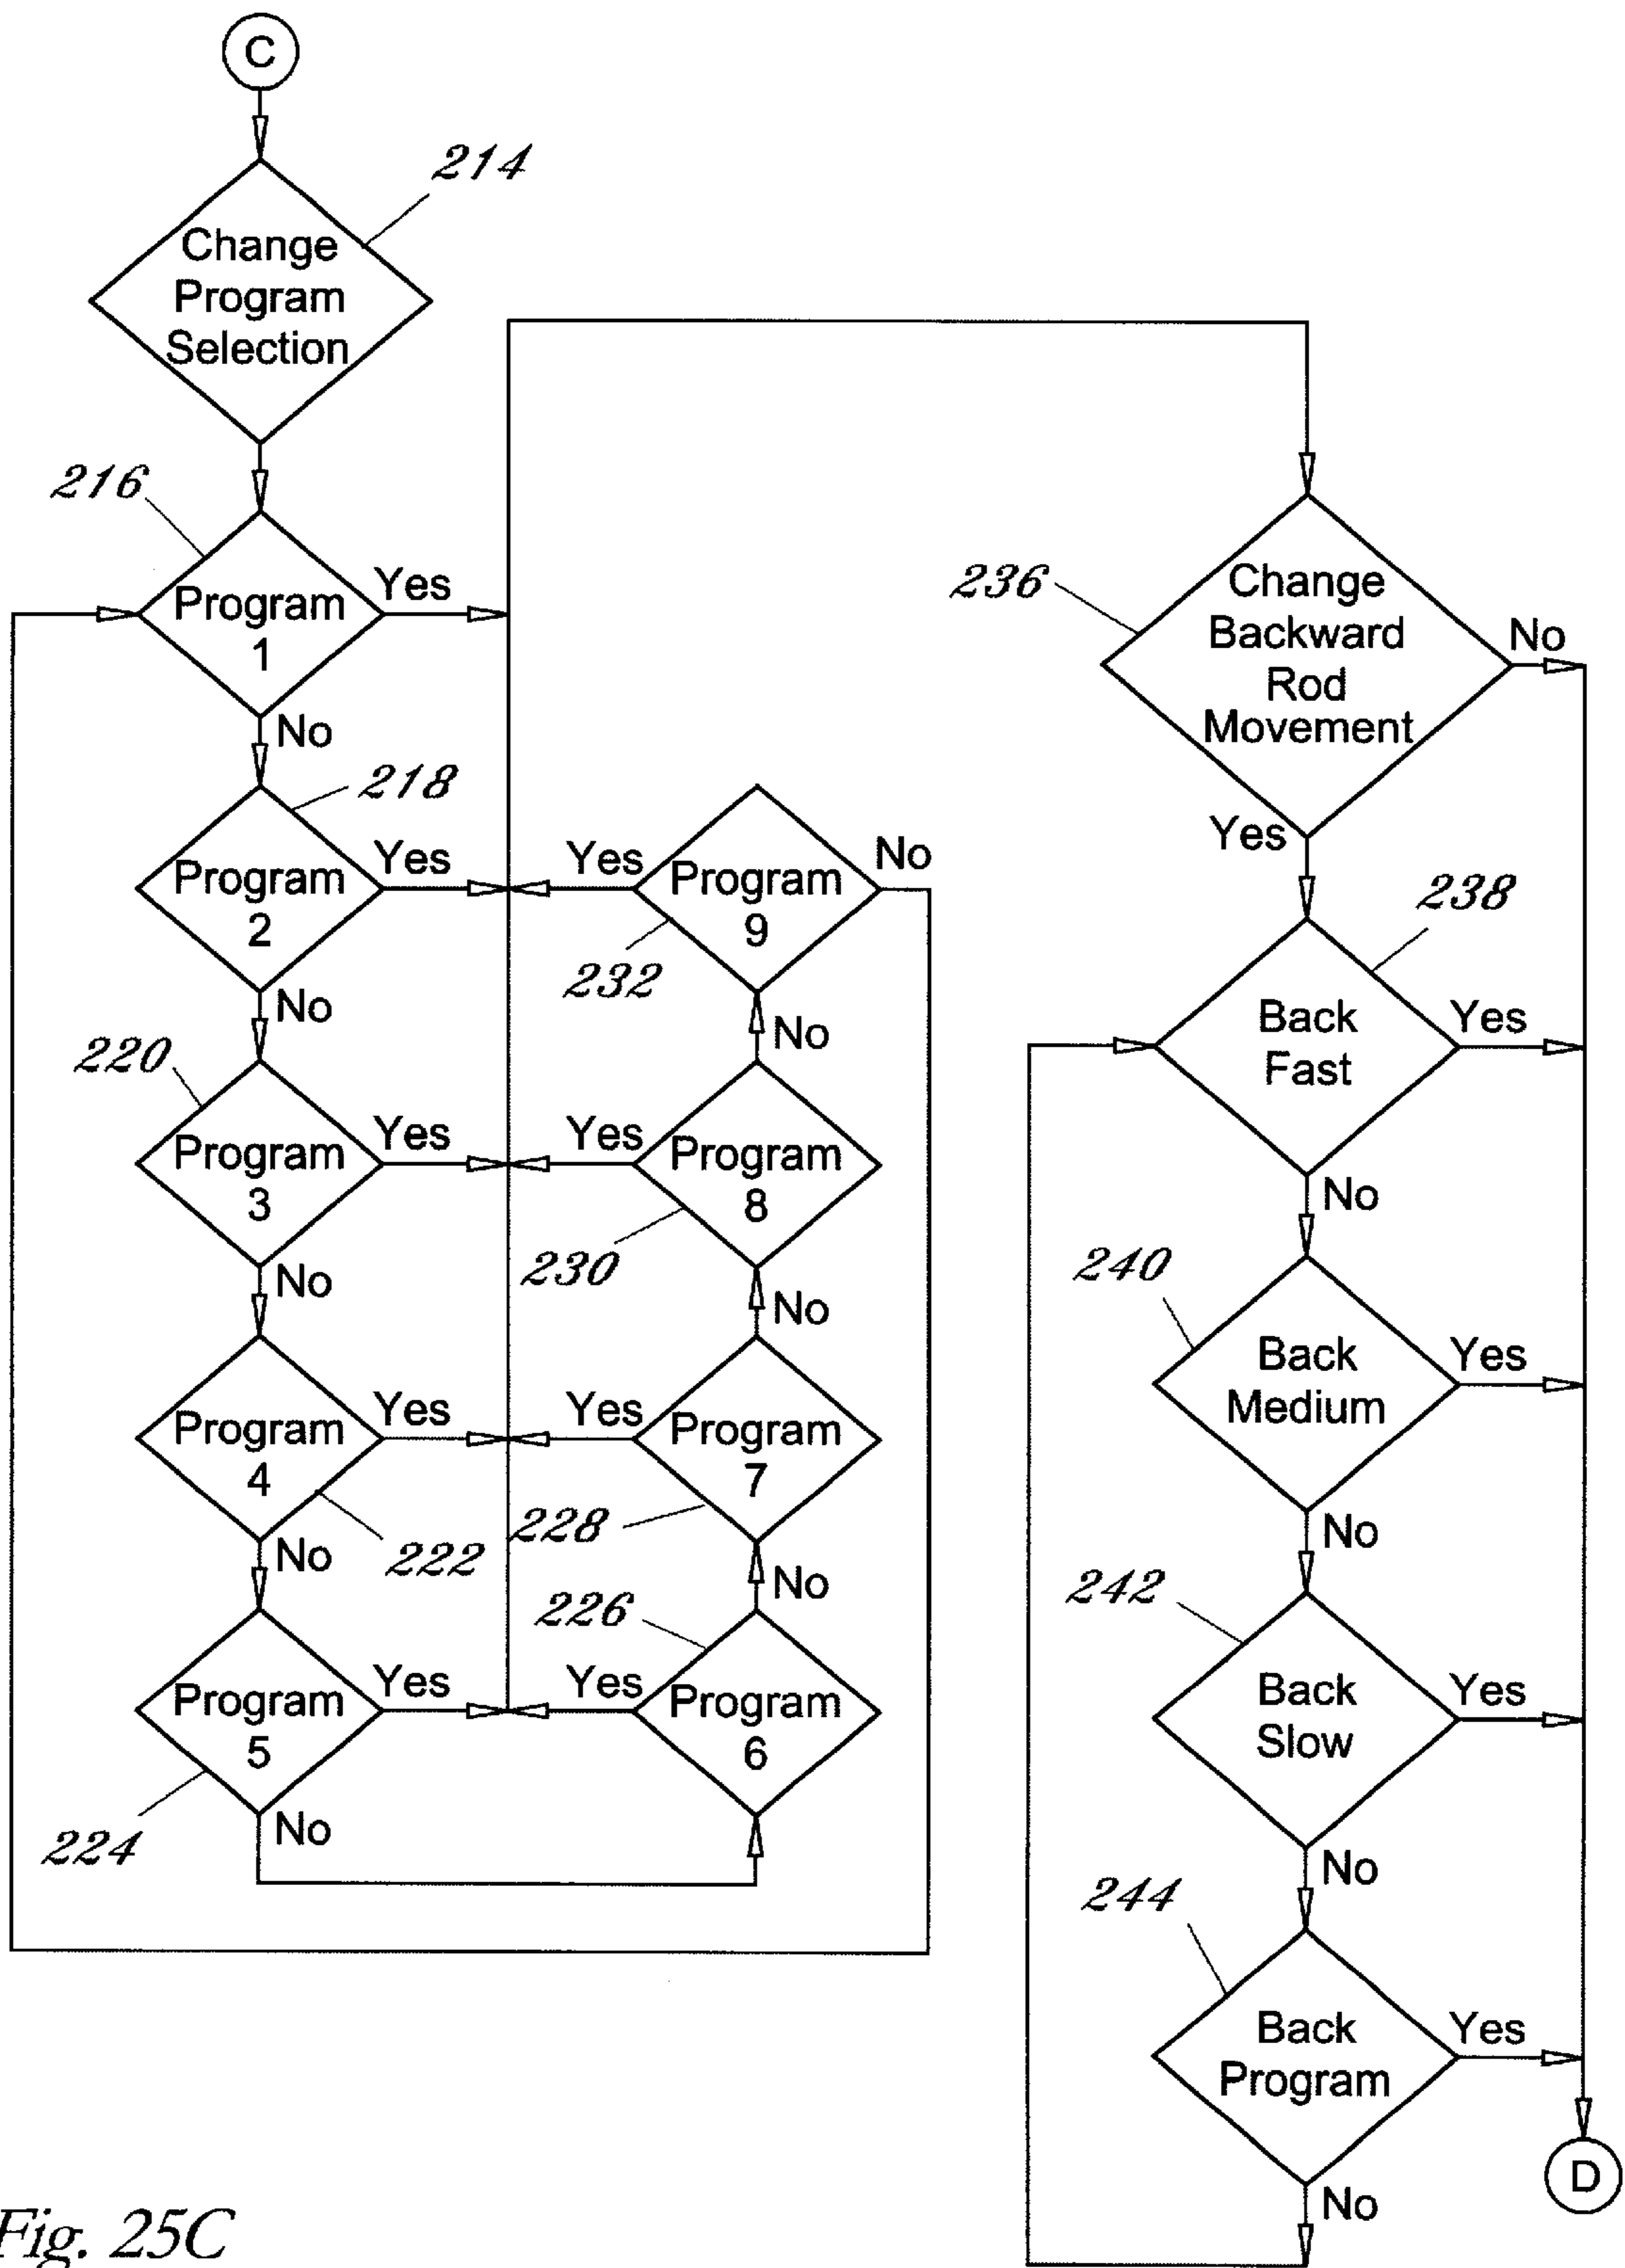 C
214
Change
Program
Selection
216
Program
1
Yes
No
218
Program
2
Yes
No
220
Program
3
Yes
No
Program
4
Yes
222
No
Program
5
Yes
224
No
226
Program
6
Yes
No
Program
7
Yes
228
No
Program
8
Yes
230
No
Program
9
Yes
No
232
236
Change
Backward
Rod
Movement
No
Yes
238
Back
Fast
Yes
No
240
Back
Medium
Yes
No
242
Back
Slow
Yes
No
244
Back
Program
Yes
No
D
Fig. 25C